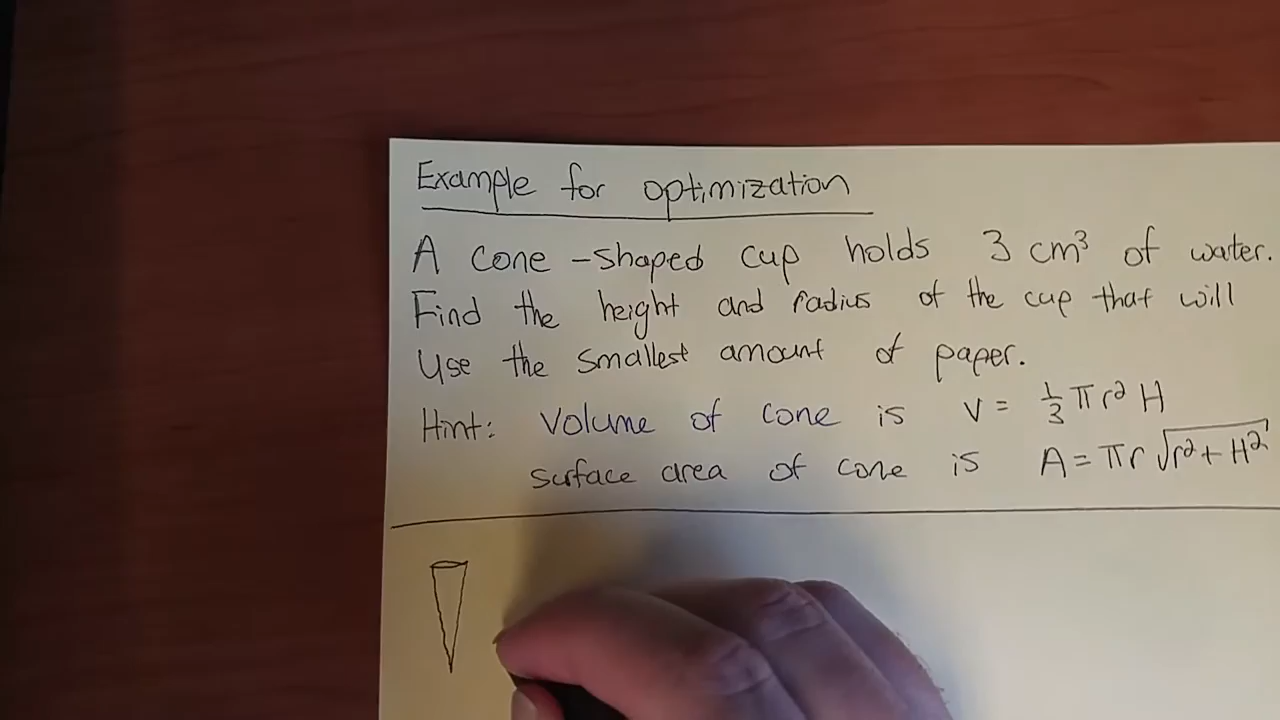 Example for optimization
A cone-shaped cup holds 3 cm³ of water.
Find the height and radius of the cup that will
Use the smallest amount of paper.
Hint: Volume of cone is V = 1/3 πr²H
surface area of cone is A = πr √(r² + H²)